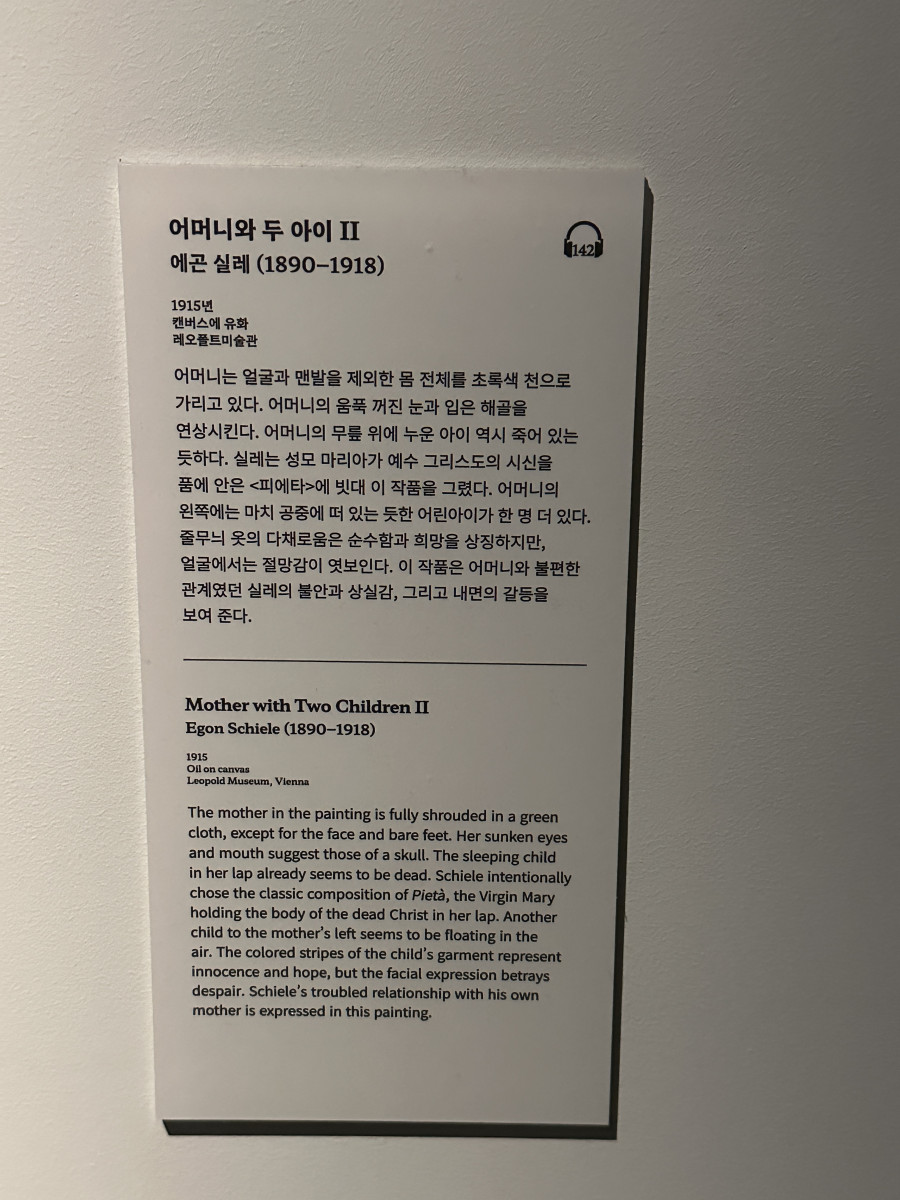 어머니와 두 아이 II
142
에곤 실레 (1890–1918)
1915년
캔버스에 유화
레오폴트미술관
어머니는 얼굴과 맨발을 제외한 몸 전체를 초록색 천으로
가리고 있다. 어머니의 움푹 꺼진 눈과 입은 해골을
연상시킨다. 어머니의 무릎 위에 누운 아이 역시 죽어 있는
듯하다. 실레는 성모 마리아가 예수 그리스도의 시신을
품에 안은 <피에타>에 빗대 이 작품을 그렸다. 어머니의
왼쪽에는 마치 공중에 떠 있는 듯한 어린아이가 한 명 더 있다.
줄무늬 옷의 다채로움은 순수함과 희망을 상징하지만,
얼굴에서는 절망감이 엿보인다. 이 작품은 어머니와 불편한
관계였던 실레의 불안과 상실감, 그리고 내면의 갈등을
보여 준다.
Mother with Two Children II
Egon Schiele (1890–1918)
1915
Oil on canvas
Leopold Museum, Vienna
The mother in the painting is fully shrouded in a green
cloth, except for the face and bare feet. Her sunken eyes
and mouth suggest those of a skull. The sleeping child
in her lap already seems to be dead. Schiele intentionally
chose the classic composition of Pietà, the Virgin Mary
holding the body of the dead Christ in her lap. Another
child to the mother's left seems to be floating in the
air. The colored stripes of the child's garment represent
innocence and hope, but the facial expression betrays
despair. Schiele's troubled relationship with his own
mother is expressed in this painting.